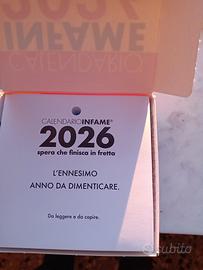 CALENDARIO
INFAME
CALENDARIOINFAME®
2026
spera che finisca in fretta
L'ENNESIMO
ANNO DA DIMENTICARE.
Da leggere e da capire.
subito